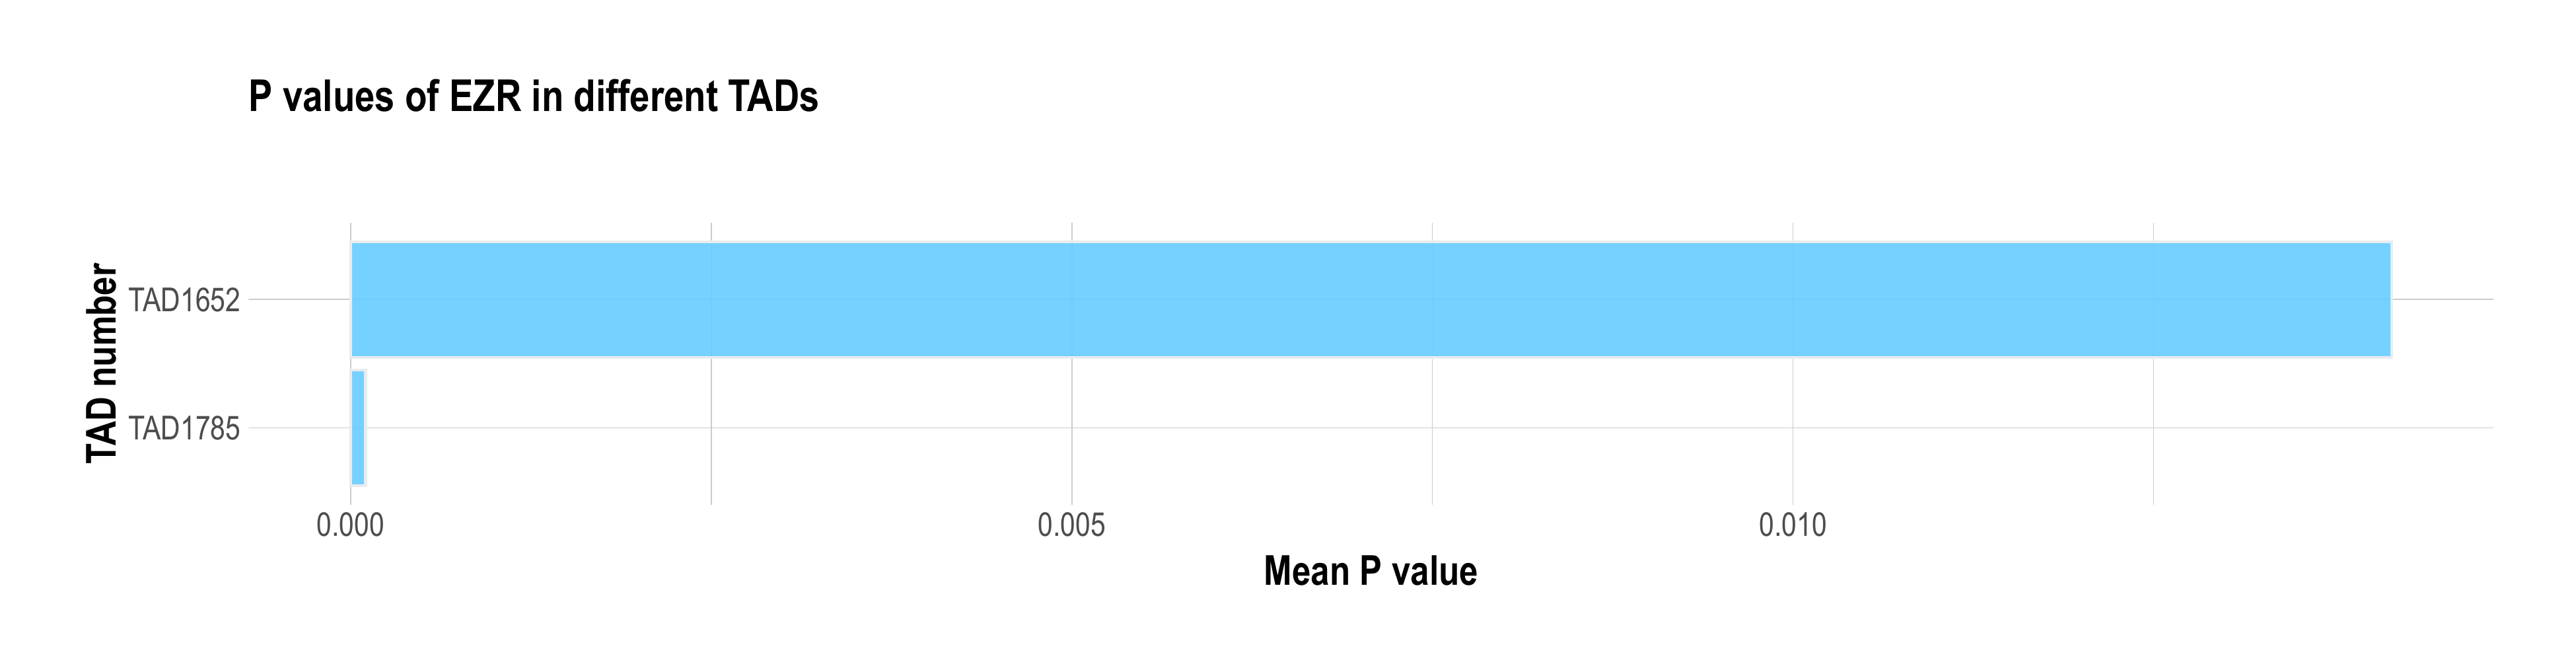 P values of EZR in different TADs
TAD number
TAD1652
TAD1785
0.000
0.005
0.010
Mean P value